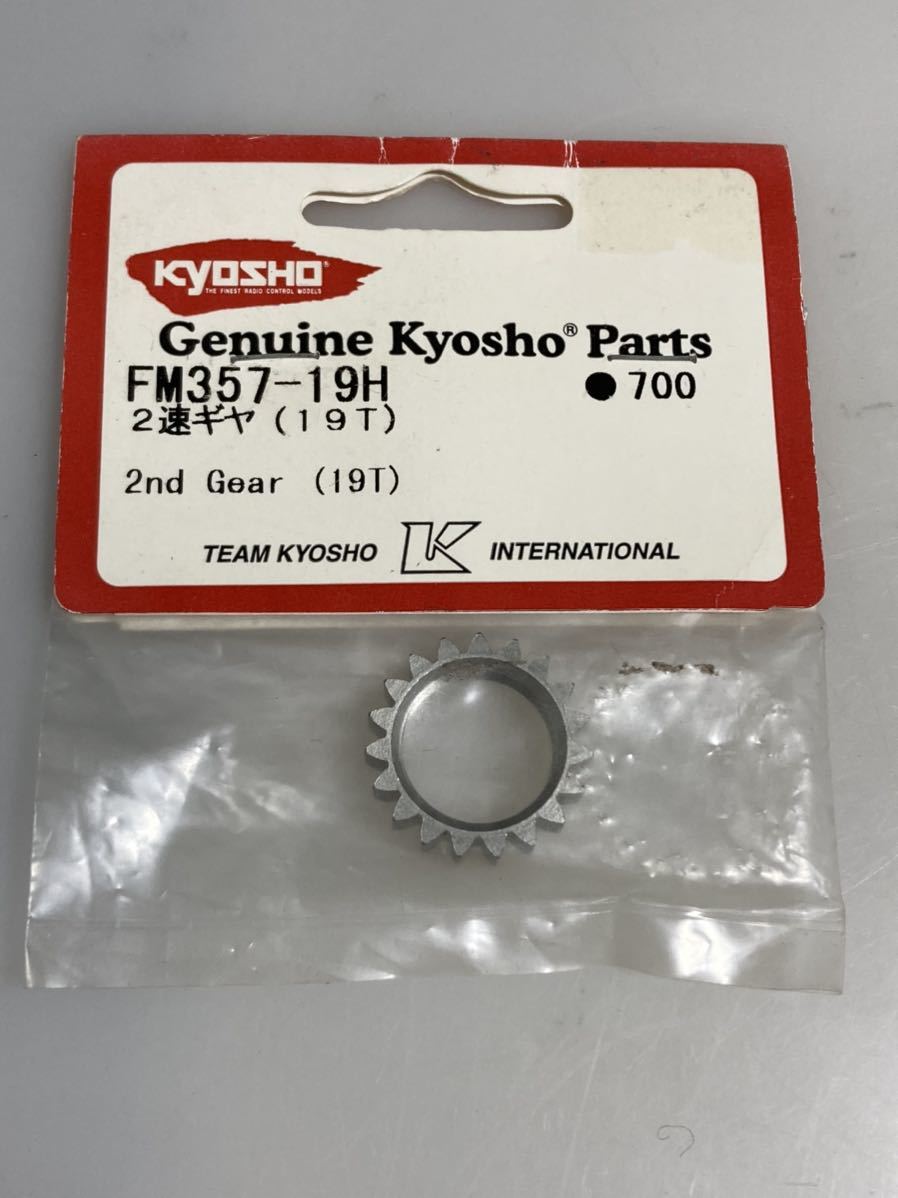 KYOSHO®
THE FINEST RADIO CONTROL MODELS
Genuine Kyosho® Parts
FM357-19H ●700
2速ギヤ(19T)
2nd Gear (19T)
TEAM KYOSHO K INTERNATIONAL